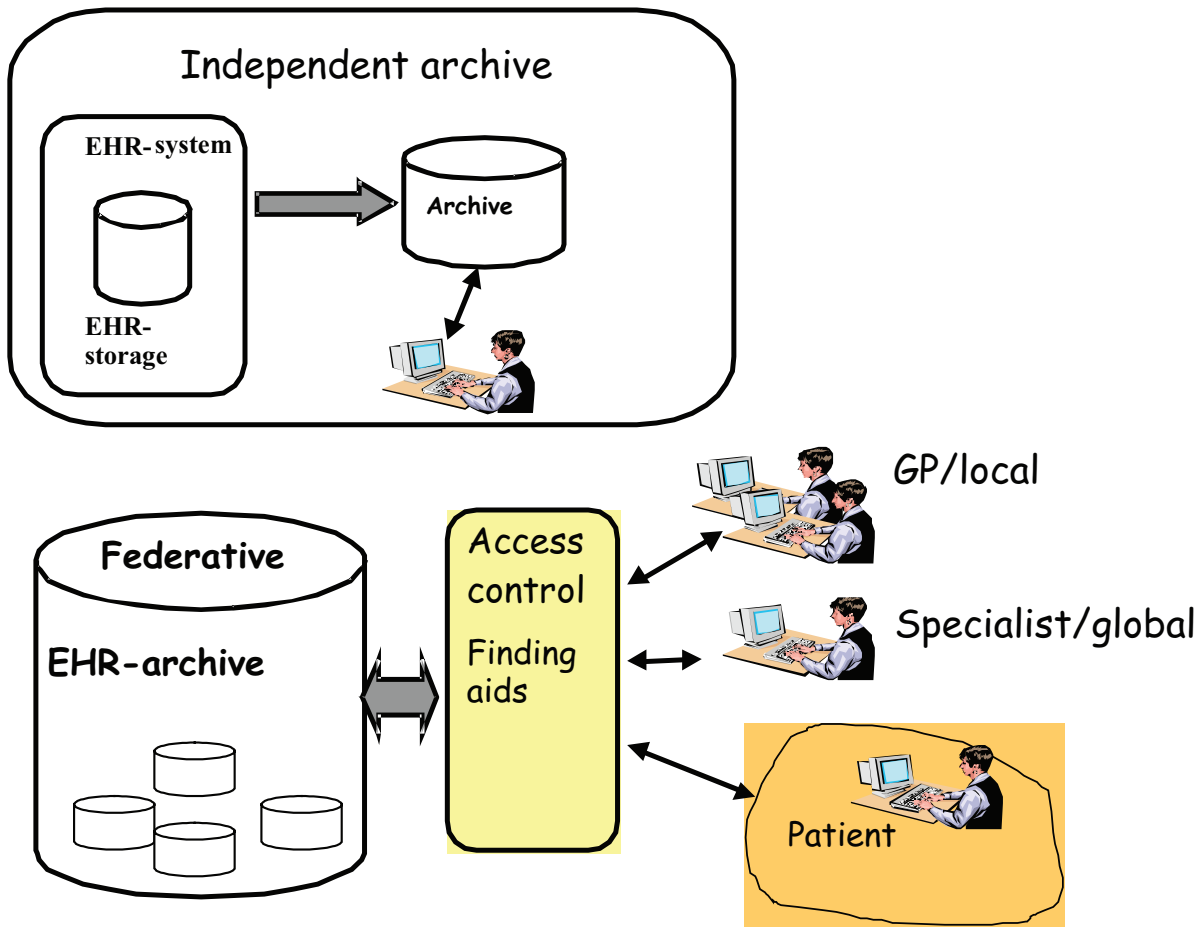 Independent archive
EHR-system
EHR-
storage
Archive
GP/local
Federative
EHR-archive
Access
control
Finding
aids
Specialist/global
Patient